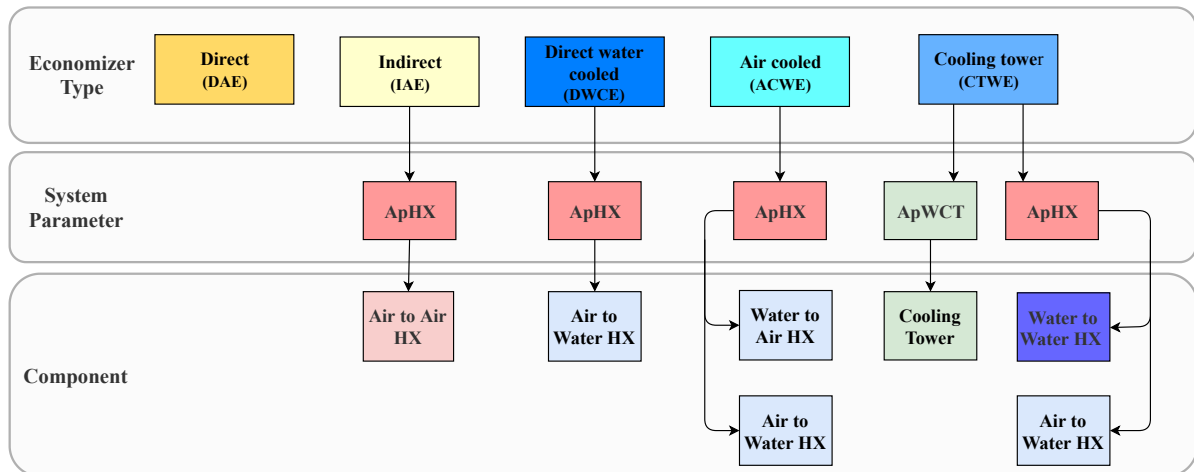 Economizer
Type
Direct
(DAE)
Indirect
(IAE)
Direct water
cooled
(DWCE)
Air cooled
(ACWE)
Cooling tower
(CTWE)
System
Parameter
ApHX
ApHX
ApHX
ApWCT
ApHX
Component
Air to Air
HX
Air to
Water HX
Water to
Air HX
Cooling
Tower
Water to
Water HX
Air to
Water HX
Air to
Water HX